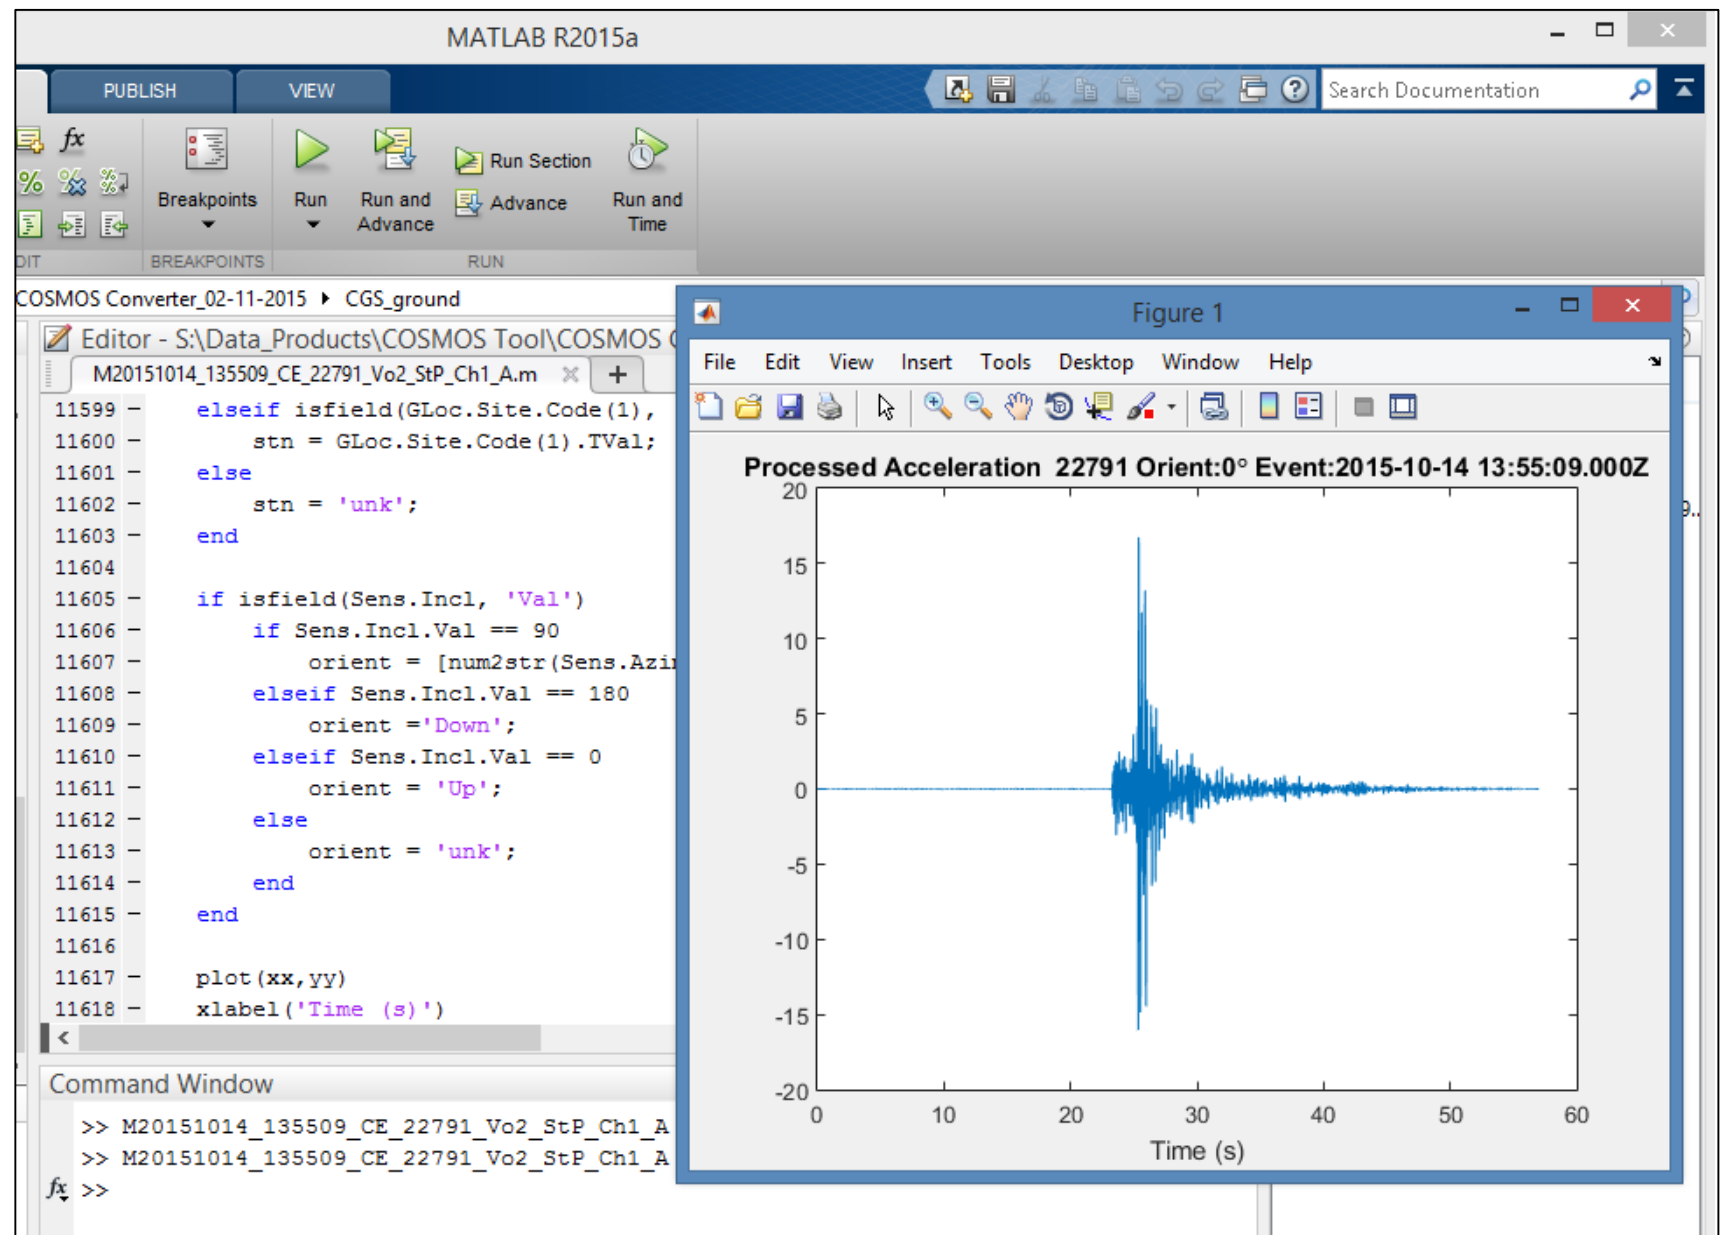 MATLAB R2015a
PUBLISH VIEW
Search Documentation
fx
Breakpoints
Run
Run and Advance
Run Section
Advance
Run and Time
BREAKPOINTS
RUN
COSMOS Converter_02-11-2015 CGS_ground
Editor - S:\Data_Products\COSMOS Tool\COSMOS
M20151014_135509_CE_22791_Vo2_StP_Ch1_A.m
11599 - elseif isfield(GLoc.Site.Code(1),
11600 - stn = GLoc.Site.Code(1).TVal;
11601 - else
11602 - stn = 'unk';
11603 - end
11604
11605 - if isfield(Sens.Incl, 'Val')
11606 - if Sens.Incl.Val == 90
11607 - orient = [num2str(Sens.Azi
11608 - elseif Sens.Incl.Val == 180
11609 - orient ='Down';
11610 - elseif Sens.Incl.Val == 0
11611 - orient = 'Up';
11612 - else
11613 - orient = 'unk';
11614 - end
11615 - end
11616
11617 - plot(xx,yy)
11618 - xlabel('Time (s)')
Command Window
>> M20151014_135509_CE_22791_Vo2_StP_Ch1_A
>> M20151014_135509_CE_22791_Vo2_StP_Ch1_A
fx >>
Figure 1
File Edit View Insert Tools Desktop Window Help
Processed Acceleration 22791 Orient:0° Event:2015-10-14 13:55:09.000Z
20
15
10
5
0
-5
-10
-15
-20
0 10 20 30 40 50 60
Time (s)